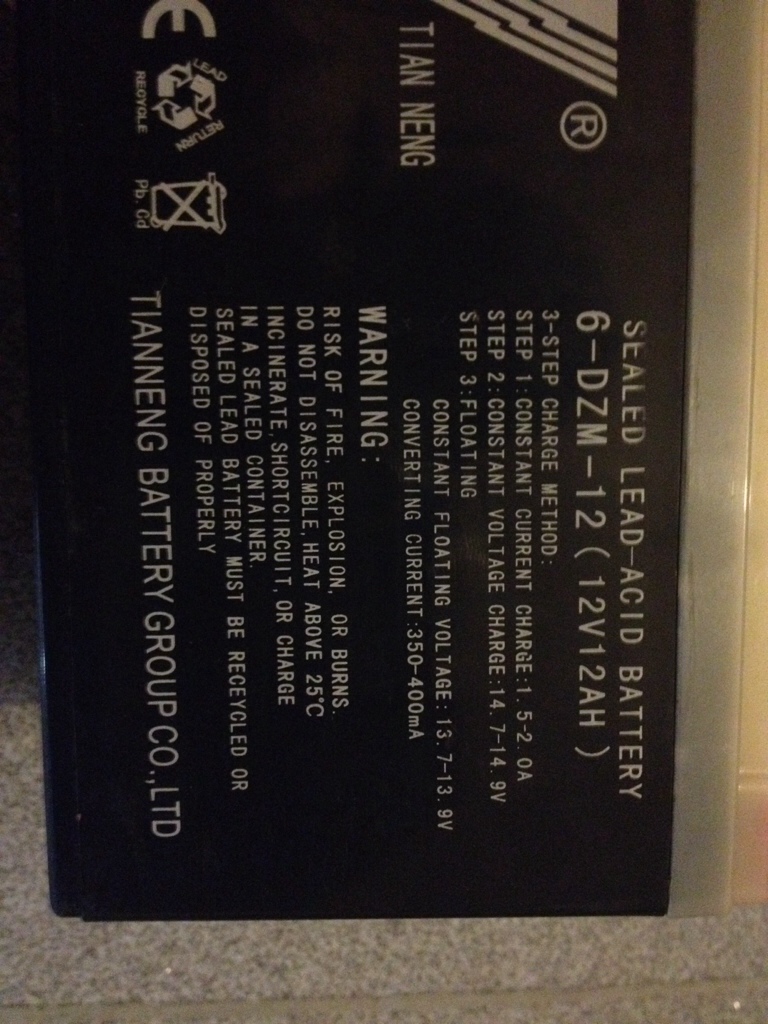 ®
TIAN NENG
SEALED LEAD-ACID BATTERY
6-DZM-12(12V12AH)
3-STEP CHARGE METHOD:
STEP 1:CONSTANT CURRENT CHARGE:1.5-2.0A
STEP 2:CONSTANT VOLTAGE CHARGE:14.7-14.9V
STEP 3:FLOATING
CONSTANT FLOATING VOLTAGE:13.7-13.9V
CONVERTING CURRENT:350-400mA
WARNING:
RISK OF FIRE, EXPLOSION, OR BURNS.
DO NOT DISASSEMBLE,HEAT ABOVE 25°C
INCINERATE,SHORTCIRCUIT,OR CHARGE
IN A SEALED CONTAINER.
SEALED LEAD BATTERY MUST BE RECEYCLED OR
DISPOSED OF PROPERLY
CE
LEAD
RETURN
RECYCLE
Pb.Cd
TIANNENG BATTERY GROUP CO.,LTD